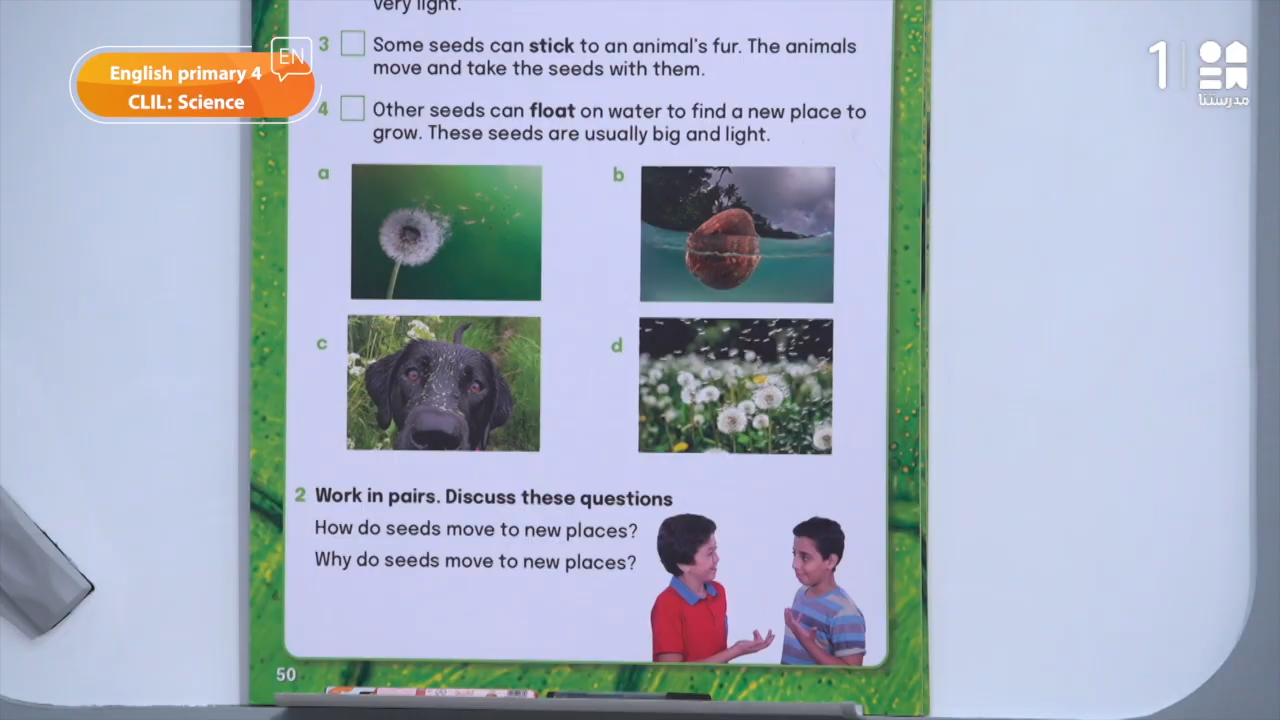 very light.
3 Some seeds can stick to an animal's fur. The animals
move and take the seeds with them.
4 Other seeds can float on water to find a new place to
grow. These seeds are usually big and light.
a
b
c
d
2 Work in pairs. Discuss these questions
How do seeds move to new places?
Why do seeds move to new places?
50
English primary 4
CLIL: Science
EN
1
مدرستنا